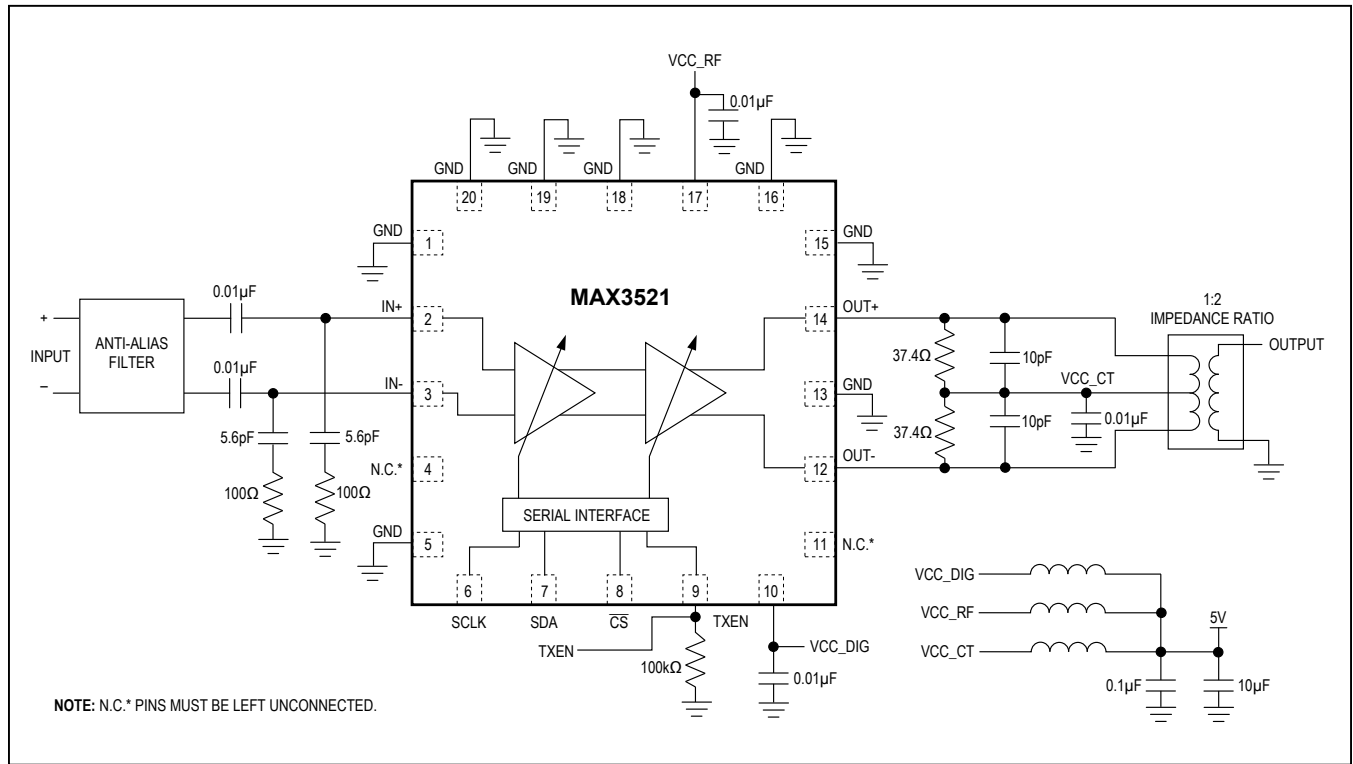 VCC_RF
0.01µF
GND
GND
GND
GND
20
19
18
17
16
GND
1
15
GND
MAX3521
0.01µF
IN+
2
14
OUT+
1:2
IMPEDANCE RATIO
+
INPUT
−
ANTI-ALIAS
FILTER
OUTPUT
37.4Ω
10pF
0.01µF
IN-
3
13
GND
VCC_CT
37.4Ω
10pF
0.01µF
5.6pF
5.6pF
N.C.*
4
12
OUT-
100Ω
100Ω
SERIAL INTERFACE
GND
5
11
N.C.*
6
7
8
9
10
SCLK
SDA
CS
TXEN
TXEN
100kΩ
VCC_DIG
0.01µF
VCC_DIG
VCC_RF
VCC_CT
5V
0.1µF
10µF
NOTE: N.C.* PINS MUST BE LEFT UNCONNECTED.